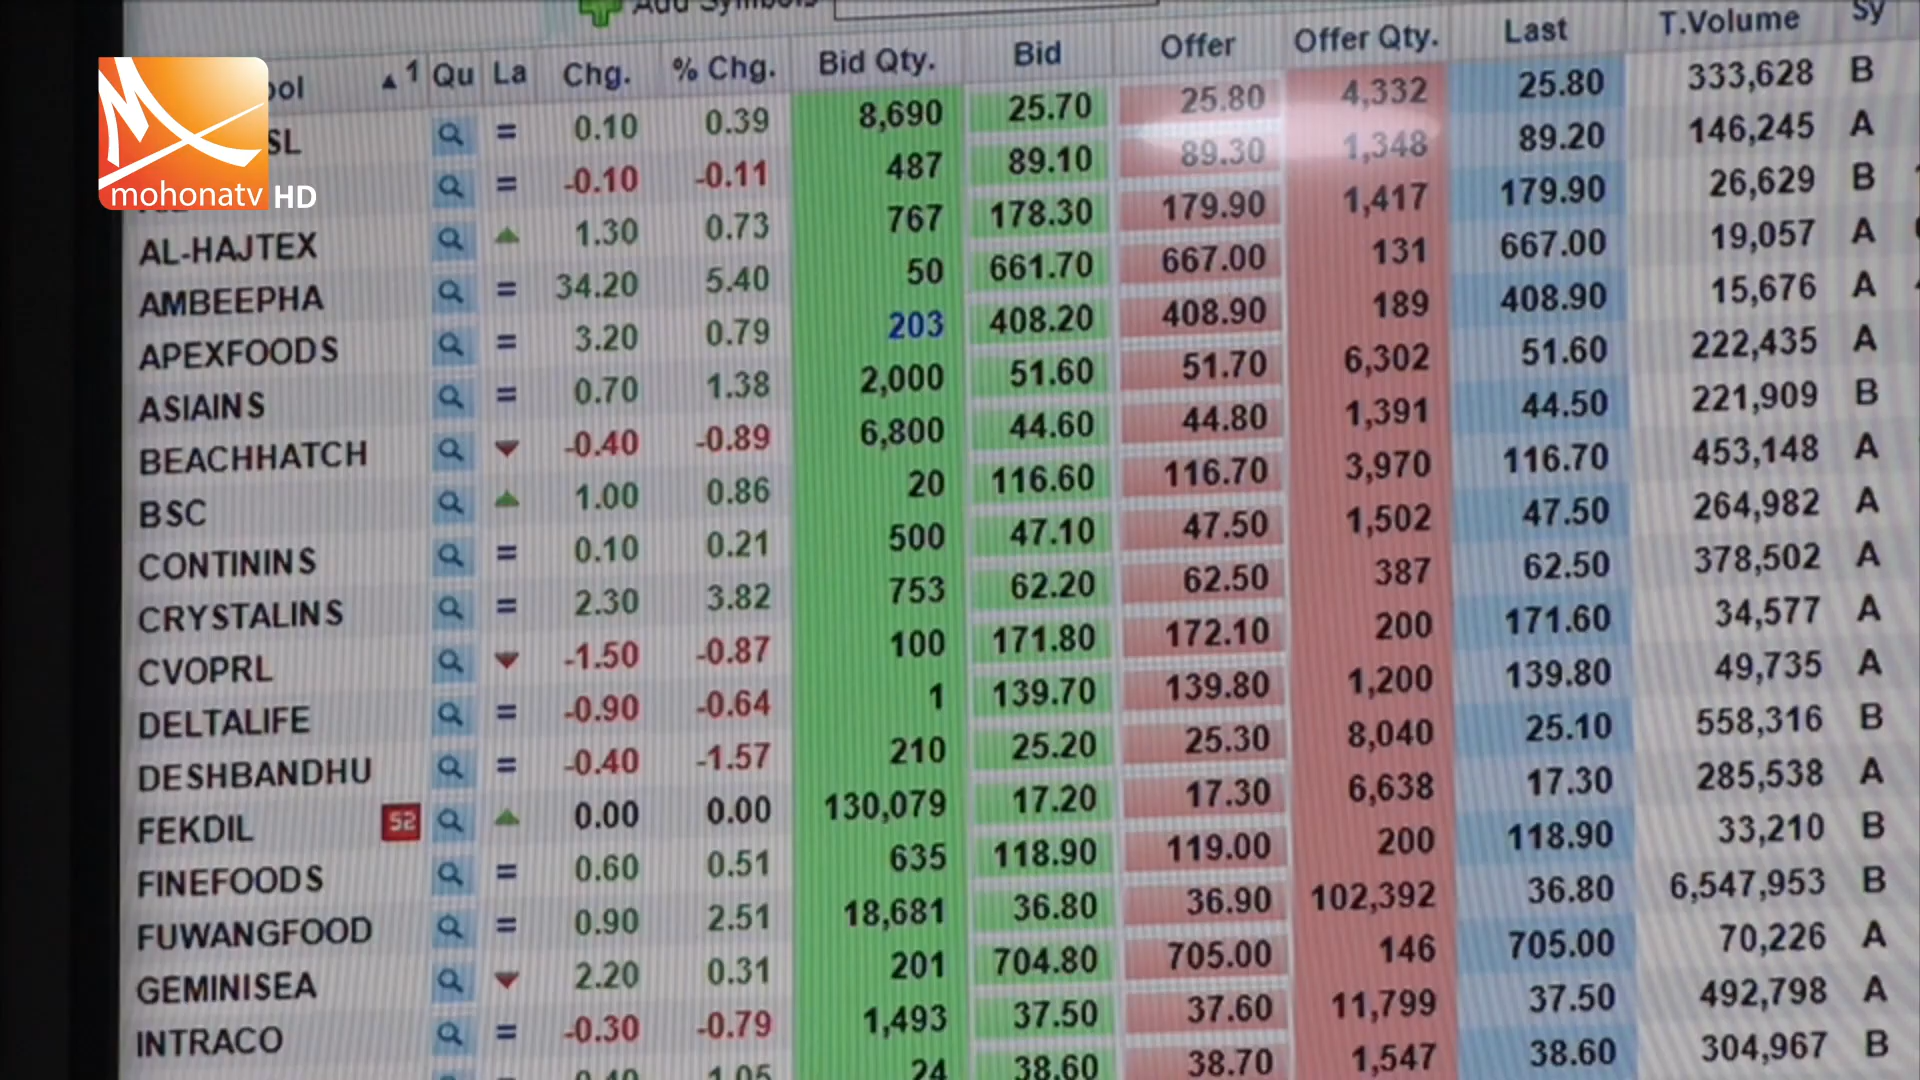 Add Symbols
ool 1 Qu La Chg. % Chg. Bid Qty. Bid Offer Offer Qty. Last T.Volume Sy
SL = 0.10 0.39 8,690 25.70 25.80 4,332 25.80 333,628 B
= -0.10 -0.11 487 89.10 89.30 1,348 89.20 146,245 A
mohonatv HD
AL-HAJTEX 1.30 0.73 767 178.30 179.90 1,417 179.90 26,629 B
AMBEEPHA = 34.20 5.40 50 661.70 667.00 131 667.00 19,057 A
APEXFOODS = 3.20 0.79 203 408.20 408.90 189 408.90 15,676 A
ASIAINS = 0.70 1.38 2,000 51.60 51.70 6,302 51.60 222,435 A
BEACHHATCH -0.40 -0.89 6,800 44.60 44.80 1,391 44.50 221,909 B
BSC 1.00 0.86 20 116.60 116.70 3,970 116.70 453,148 A
CONTININS = 0.10 0.21 500 47.10 47.50 1,502 47.50 264,982 A
CRYSTALINS = 2.30 3.82 753 62.20 62.50 387 62.50 378,502 A
CVOPRL -1.50 -0.87 100 171.80 172.10 200 171.60 34,577 A
DELTALIFE = -0.90 -0.64 1 139.70 139.80 1,200 139.80 49,735 A
DESHBANDHU = -0.40 -1.57 210 25.20 25.30 8,040 25.10 558,316 B
FEKDIL 52 0.00 0.00 130,079 17.20 17.30 6,638 17.30 285,538 A
FINEFOODS = 0.60 0.51 635 118.90 119.00 200 118.90 33,210 B
FUWANGFOOD = 0.90 2.51 18,681 36.80 36.90 102,392 36.80 6,547,953 B
GEMINISEA 2.20 0.31 201 704.80 705.00 146 705.00 70,226 A
INTRACO = -0.30 -0.79 1,493 37.50 37.60 11,799 37.50 492,798 A
0.40 1.05 24 38.60 38.70 1,547 38.60 304,967 B